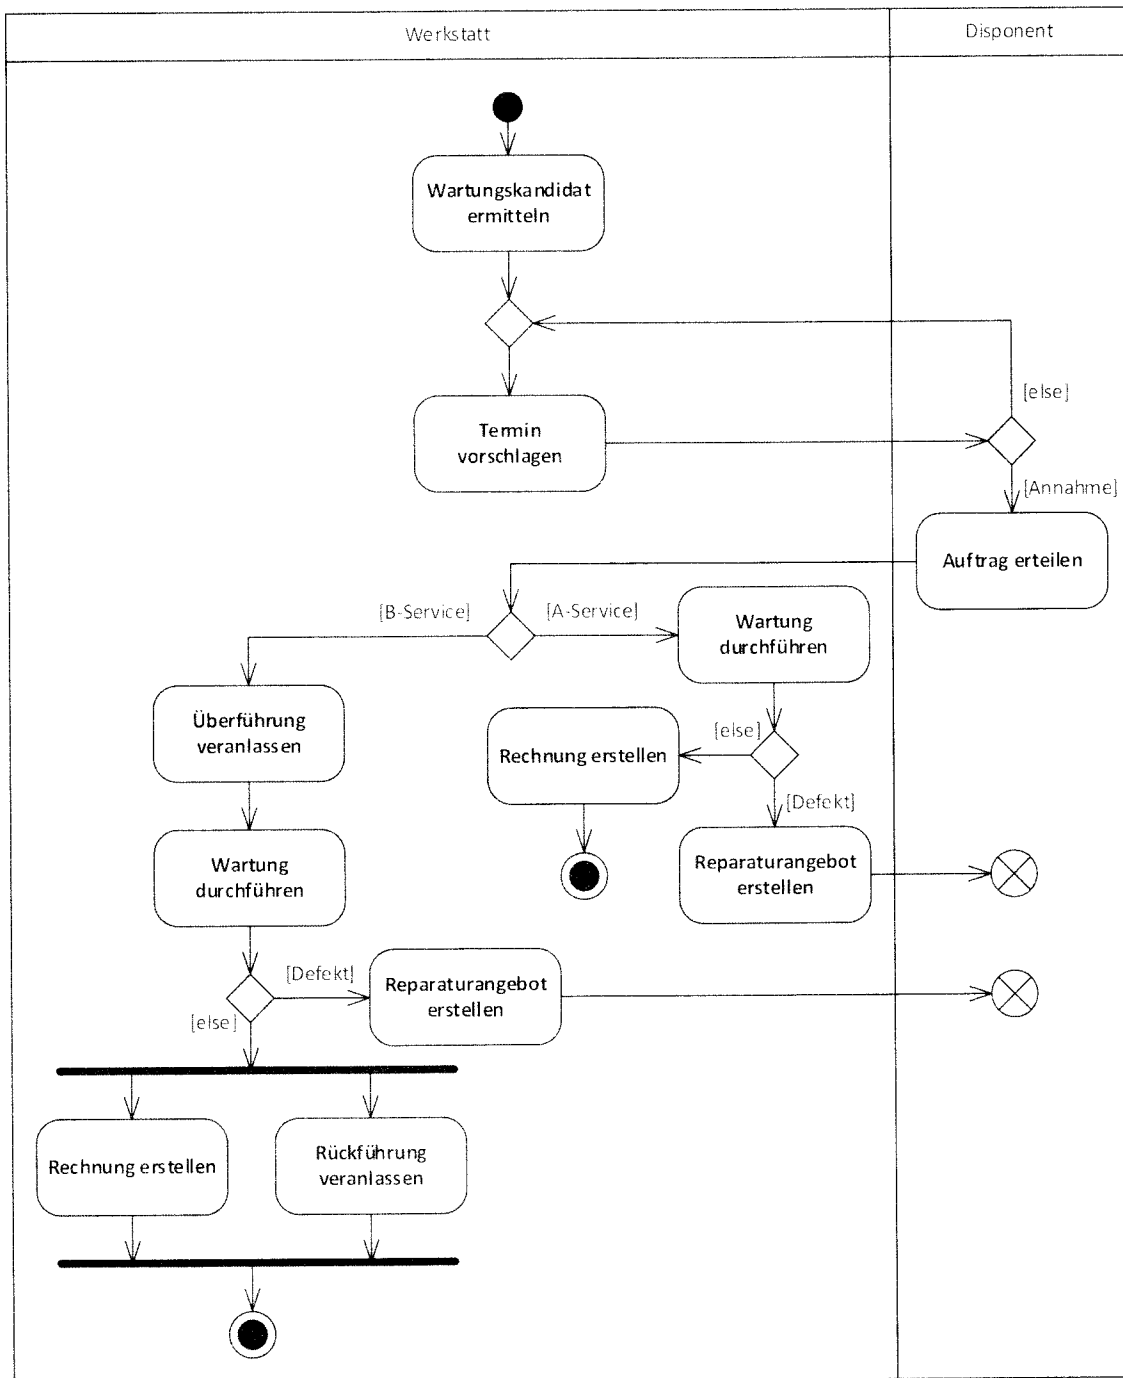 Werkstatt
Disponent
Wartungskandidat
ermitteln
[else]
Termin
vorschlagen
[Annahme]
Auftrag erteilen
[B-Service]
[A-Service]
Wartung
durchführen
Überführung
veranlassen
[else]
Rechnung erstellen
[Defekt]
Wartung
durchführen
Reparaturangebot
erstellen
[Defekt]
Reparaturangebot
erstellen
[else]
Rechnung erstellen
Rückführung
veranlassen